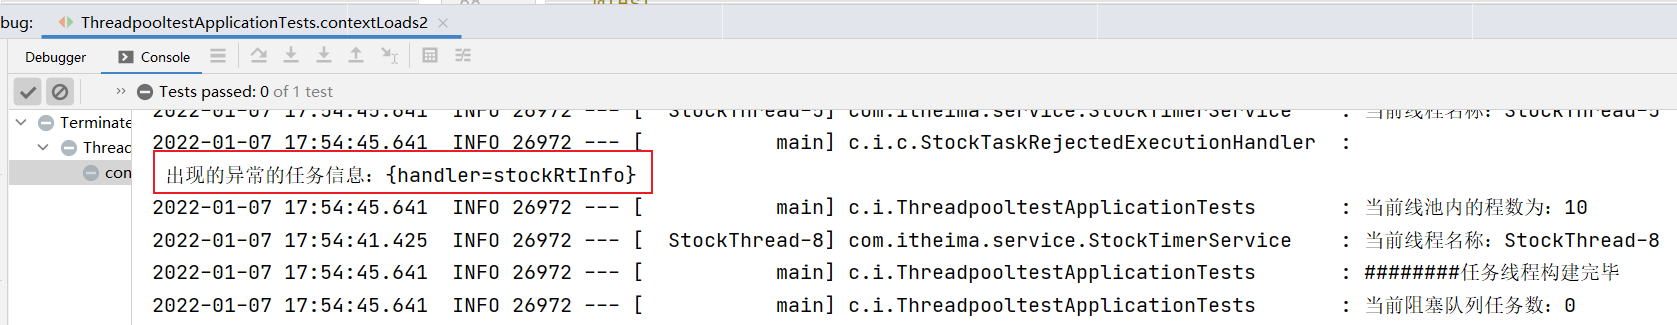 bug: ThreadpooltestApplicationTests.contextLoads2 ×
Debugger Console
>> Tests passed: 0 of 1 test
Terminate
Thread
con
2022-01-07 17:54:45.641 INFO 26972 --- [ StockThread-5] com.itheima.service.StockTimerService : 当前线程名称：StockThread-5
2022-01-07 17:54:45.641 INFO 26972 --- [ main] c.i.c.StockTaskRejectedExecutionHandler :
出现的异常的任务信息：{handler=stockRtInfo}
2022-01-07 17:54:45.641 INFO 26972 --- [ main] c.i.ThreadpooltestApplicationTests : 当前线池内的程数为：10
2022-01-07 17:54:41.425 INFO 26972 --- [ StockThread-8] com.itheima.service.StockTimerService : 当前线程名称：StockThread-8
2022-01-07 17:54:45.641 INFO 26972 --- [ main] c.i.ThreadpooltestApplicationTests : ########任务线程构建完毕
2022-01-07 17:54:45.641 INFO 26972 --- [ main] c.i.ThreadpooltestApplicationTests : 当前阻塞队列任务数：0